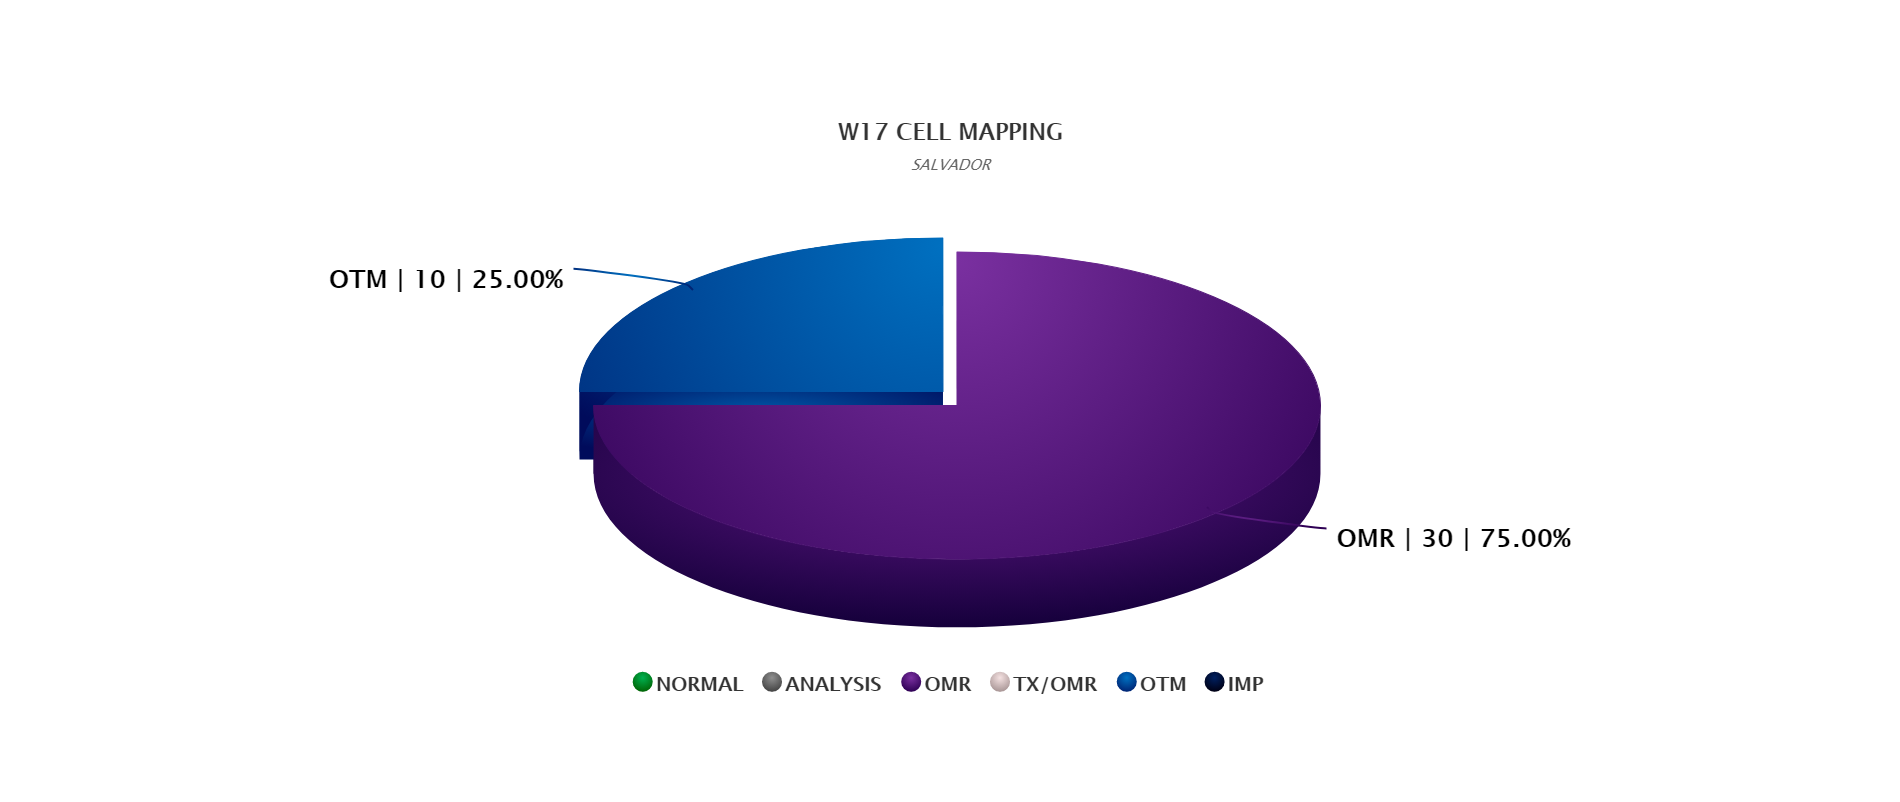 W17 CELL MAPPING
SALVADOR
OTM | 10 | 25.00%
OMR | 30 | 75.00%
NORMAL ANALYSIS OMR TX/OMR OTM IMP